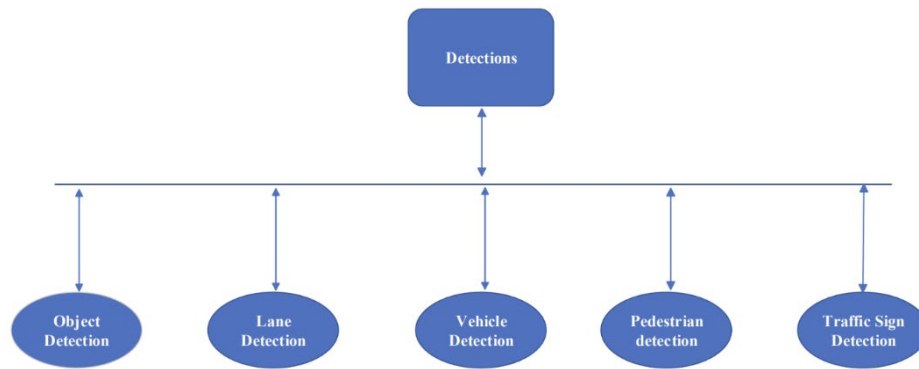 Detections
Object
Detection
Lane
Detection
Vehicle
Detection
Pedestrian
detection
Traffic Sign
Detection